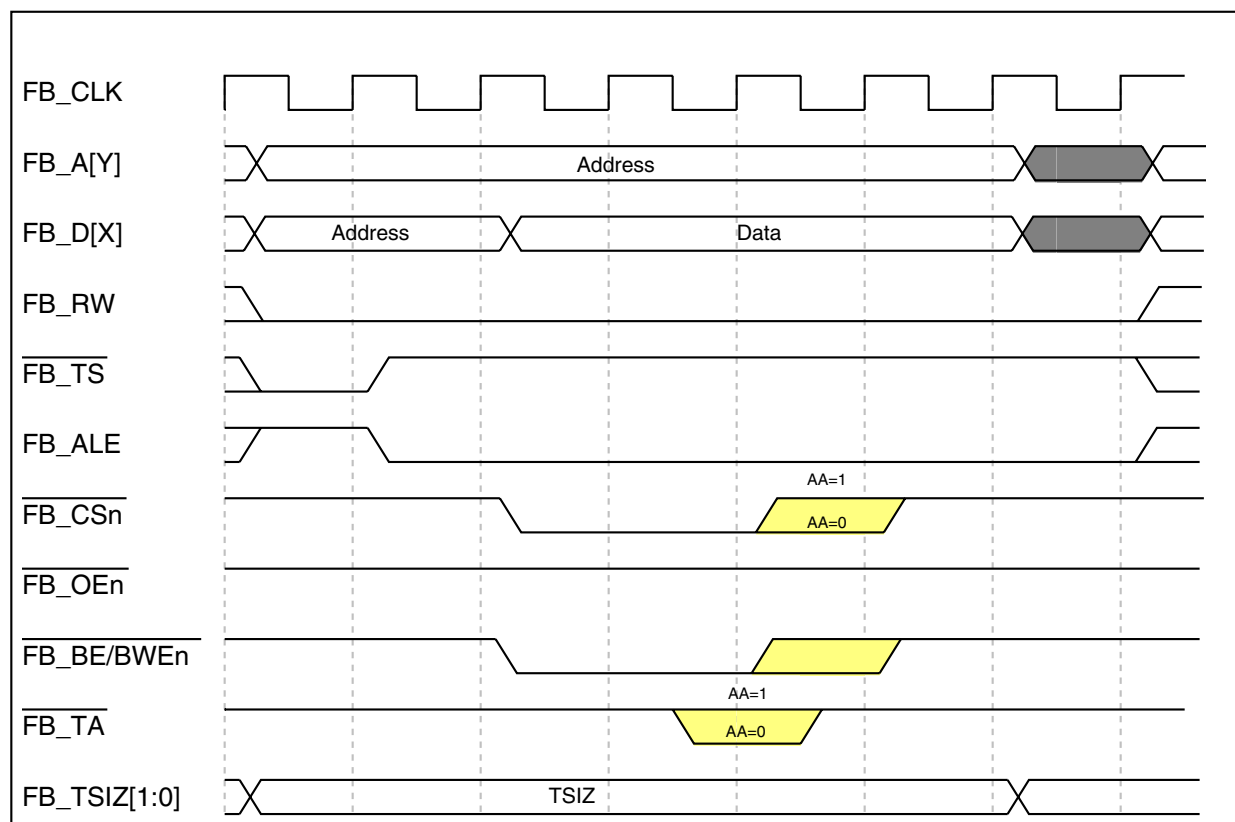 FB_CLK
FB_A[Y] Address
FB_D[X] Address Data
FB_RW
FB_TS
FB_ALE
AA=1
FB_CSn AA=0
FB_OEn
FB_BE/BWEn
AA=1
FB_TA AA=0
FB_TSIZ[1:0] TSIZ